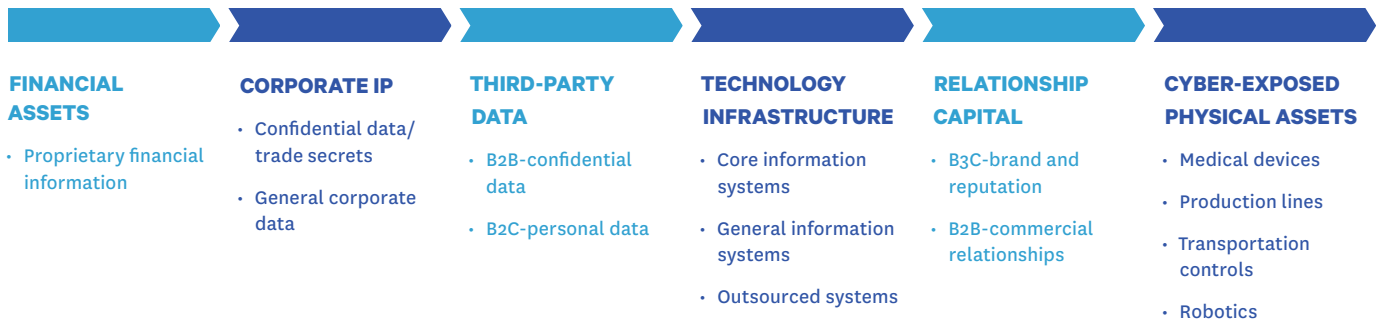 FINANCIAL
ASSETS
• Proprietary financial
information
CORPORATE IP
• Confidential data/
trade secrets
• General corporate
data
THIRD-PARTY
DATA
• B2B-confidential
data
• B2C-personal data
TECHNOLOGY
INFRASTRUCTURE
• Core information
systems
• General information
systems
• Outsourced systems
RELATIONSHIP
CAPITAL
• B3C-brand and
reputation
• B2B-commercial
relationships
CYBER-EXPOSED
PHYSICAL ASSETS
• Medical devices
• Production lines
• Transportation
controls
• Robotics